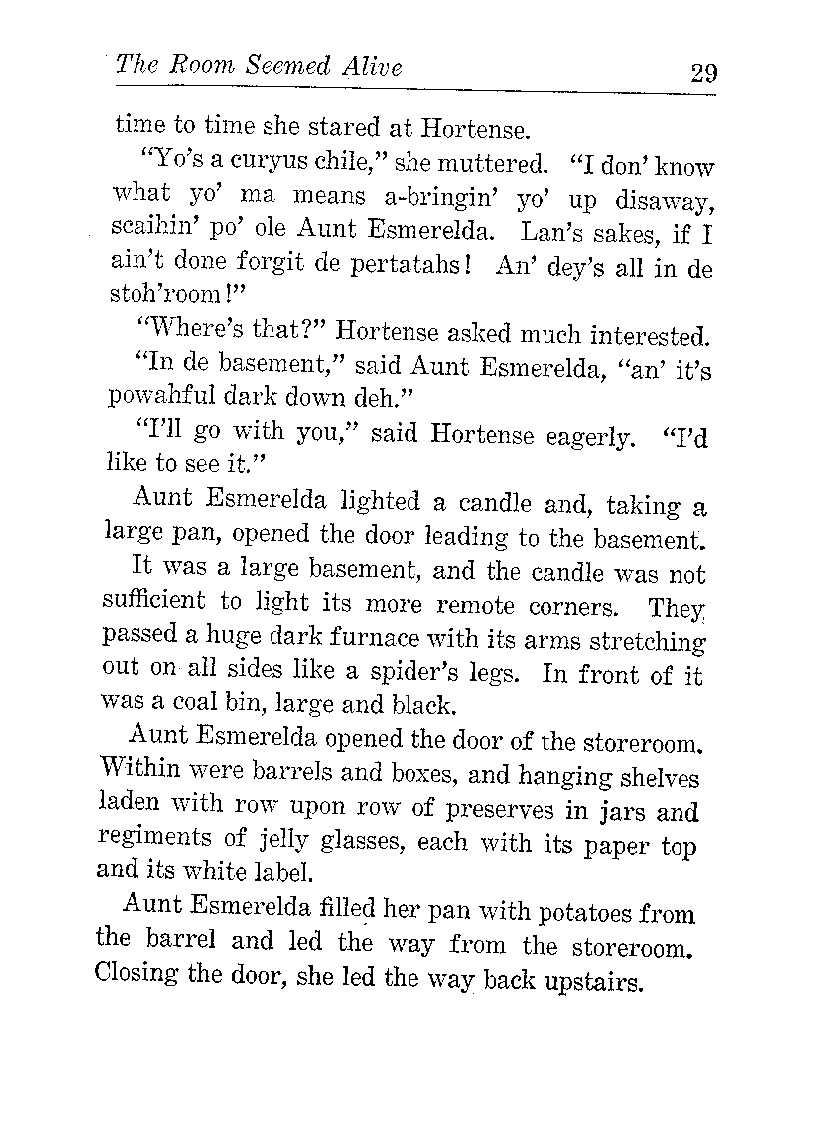 The Room Seemed Alive 29
time to time she stared at Hortense.
“Yo’s a curyus chile,” she muttered. “I don’ know
what yo’ ma means a-bringin’ yo’ up disaway,
scaihin’ po’ ole Aunt Esmerelda. Lan’s sakes, if I
ain’t done forgit de pertatahs! An’ dey’s all in de
stoh’room!”
“Where’s that?” Hortense asked much interested.
“In de basement,” said Aunt Esmerelda, “an’ it’s
powahful dark down deh.”
“I’ll go with you,” said Hortense eagerly. “I’d
like to see it.”
Aunt Esmerelda lighted a candle and, taking a
large pan, opened the door leading to the basement.
It was a large basement, and the candle was not
sufficient to light its more remote corners. They
passed a huge dark furnace with its arms stretching
out on all sides like a spider’s legs. In front of it
was a coal bin, large and black.
Aunt Esmerelda opened the door of the storeroom.
Within were barrels and boxes, and hanging shelves
laden with row upon row of preserves in jars and
regiments of jelly glasses, each with its paper top
and its white label.
Aunt Esmerelda filled her pan with potatoes from
the barrel and led the way from the storeroom.
Closing the door, she led the way back upstairs.